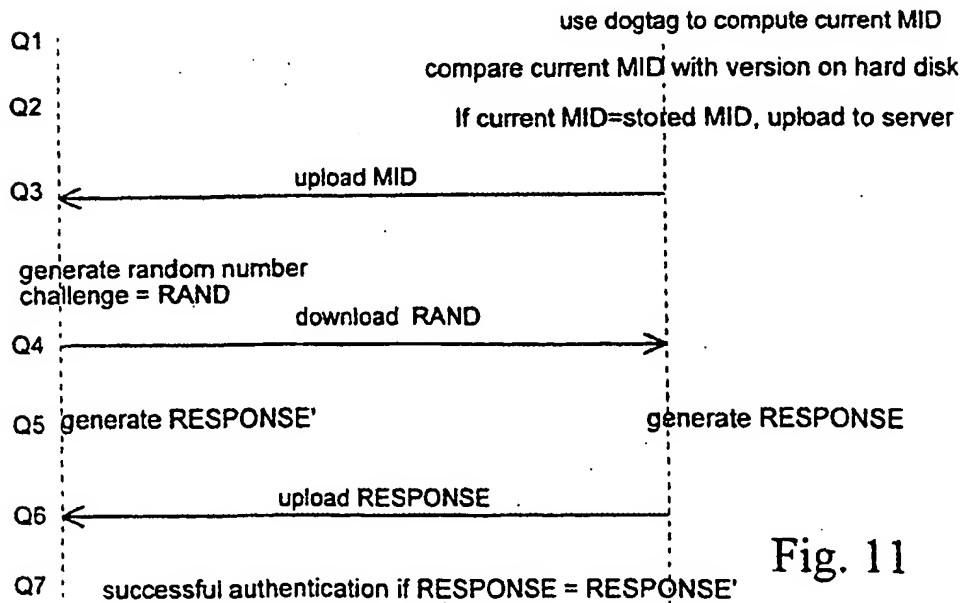 use dogtag to compute current MID
Q1
compare current MID with version on hard disk
Q2
If current MID=stored MID, upload to server
upload MID
Q3
generate random number
challenge = RAND
download RAND
Q4
Q5 generate RESPONSE' generate RESPONSE
upload RESPONSE
Q6
Fig. 11
Q7 successful authentication if RESPONSE = RESPONSE'